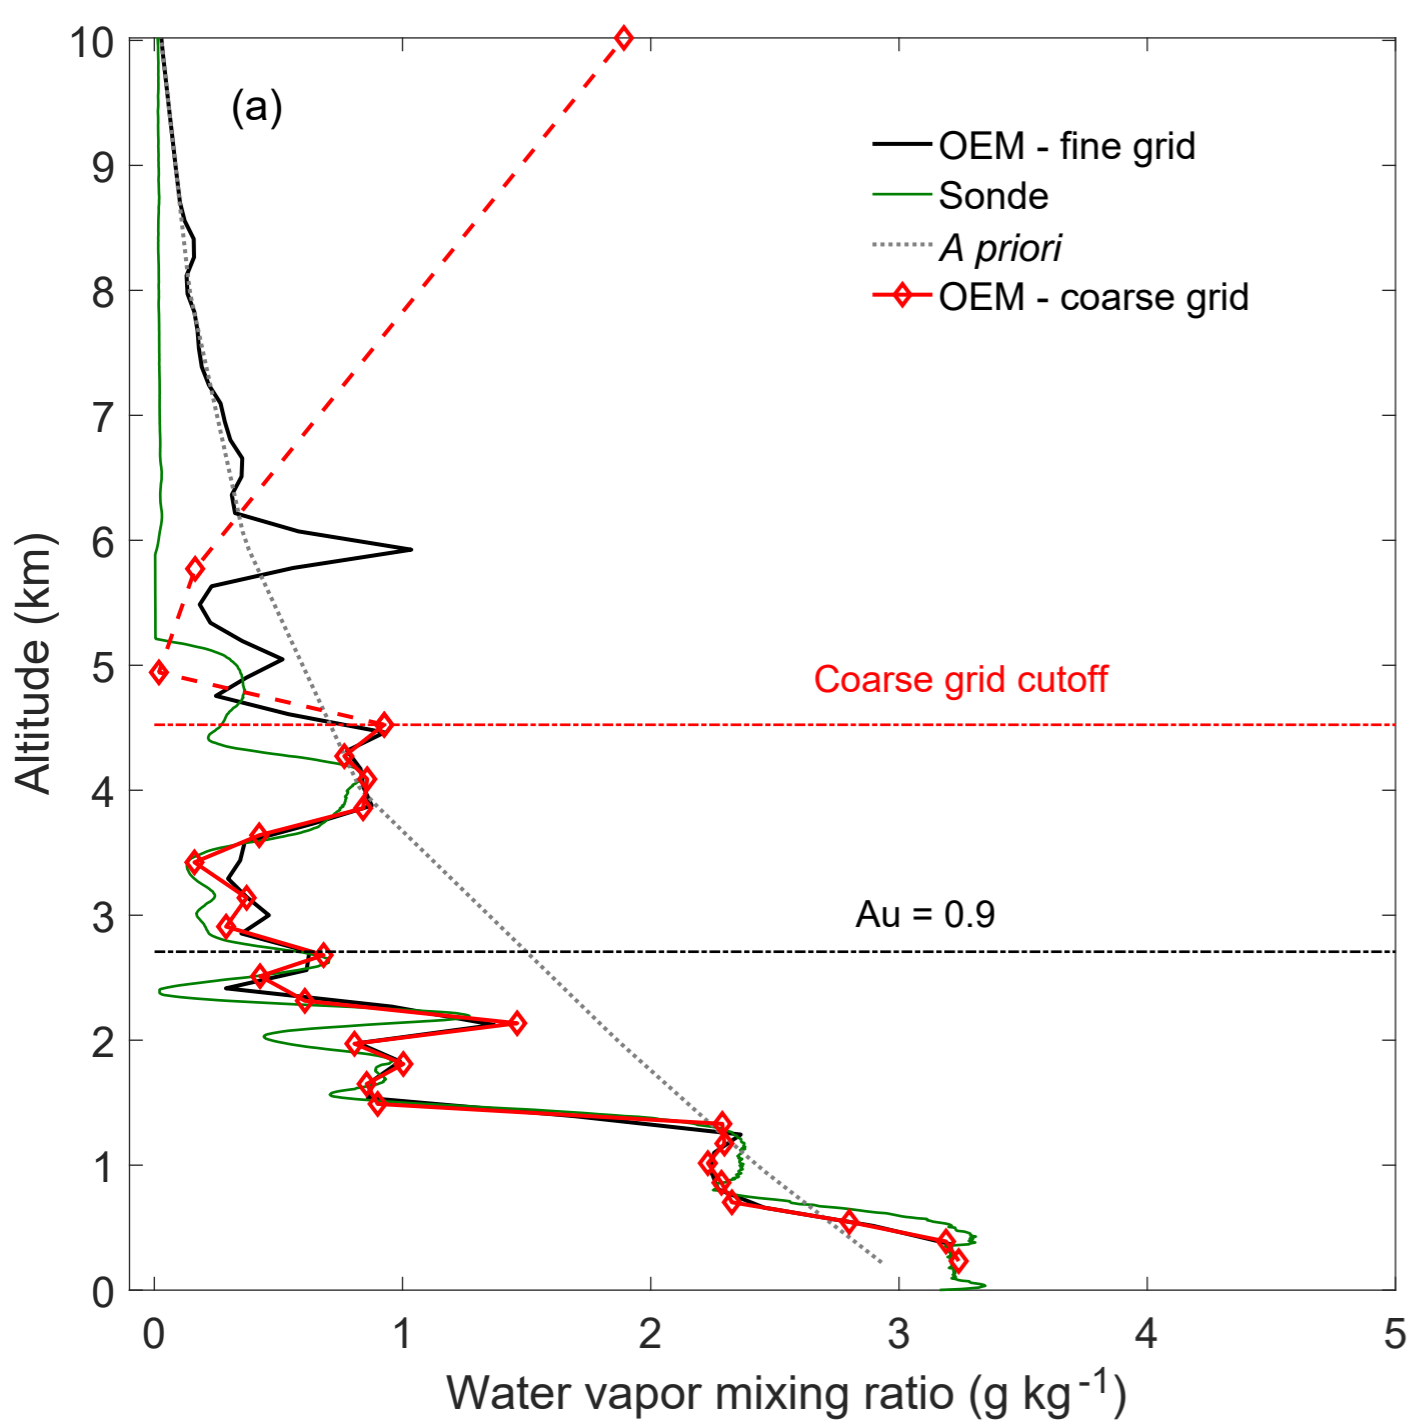 (a)
OEM - fine grid
Sonde
A priori
OEM - coarse grid
Coarse grid cutoff
Au = 0.9
Altitude (km)
10
9
8
7
6
5
4
3
2
1
0
0 1 2 3 4 5
Water vapor mixing ratio (g kg⁻¹)